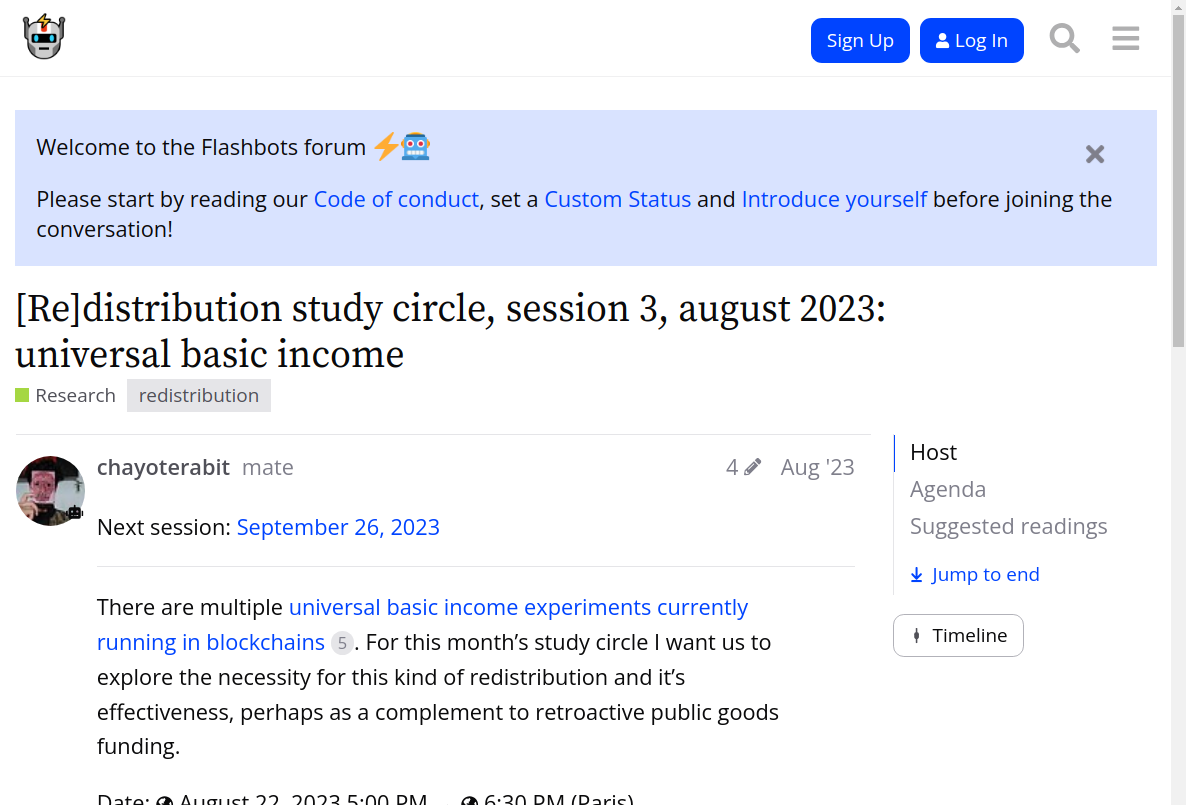 Sign Up
Log In
Welcome to the Flashbots forum
Please start by reading our Code of conduct, set a Custom Status and Introduce yourself before joining the
conversation!
[Re]distribution study circle, session 3, august 2023:
universal basic income
Research redistribution
chayoterabit mate 4 Aug '23
Host
Agenda
Suggested readings
Jump to end
Timeline
Next session: September 26, 2023
There are multiple universal basic income experiments currently
running in blockchains 5. For this month’s study circle I want us to
explore the necessity for this kind of redistribution and it’s
effectiveness, perhaps as a complement to retroactive public goods
funding.
Date: August 22, 2023 5:00 PM → 6:30 PM (Paris)